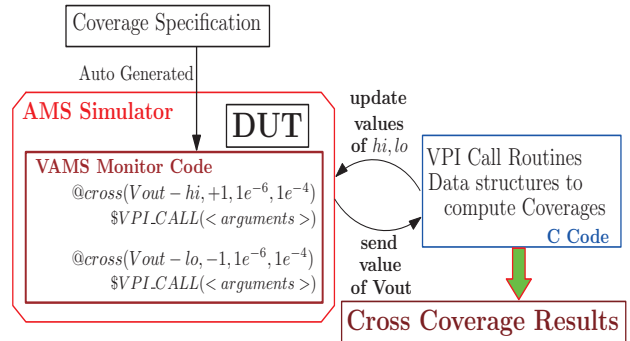 Coverage Specification
Auto Generated
AMS Simulator
DUT
VAMS Monitor Code
@cross(Vout − hi, +1, 1e⁻⁶, 1e⁻⁴)
$VPI_CALL(< arguments >)
@cross(Vout − lo, −1, 1e⁻⁶, 1e⁻⁴)
$VPI_CALL(< arguments >)
update
values
of hi, lo
send
value
of Vout
VPI Call Routines
Data structures to
compute Coverages
C Code
Cross Coverage Results